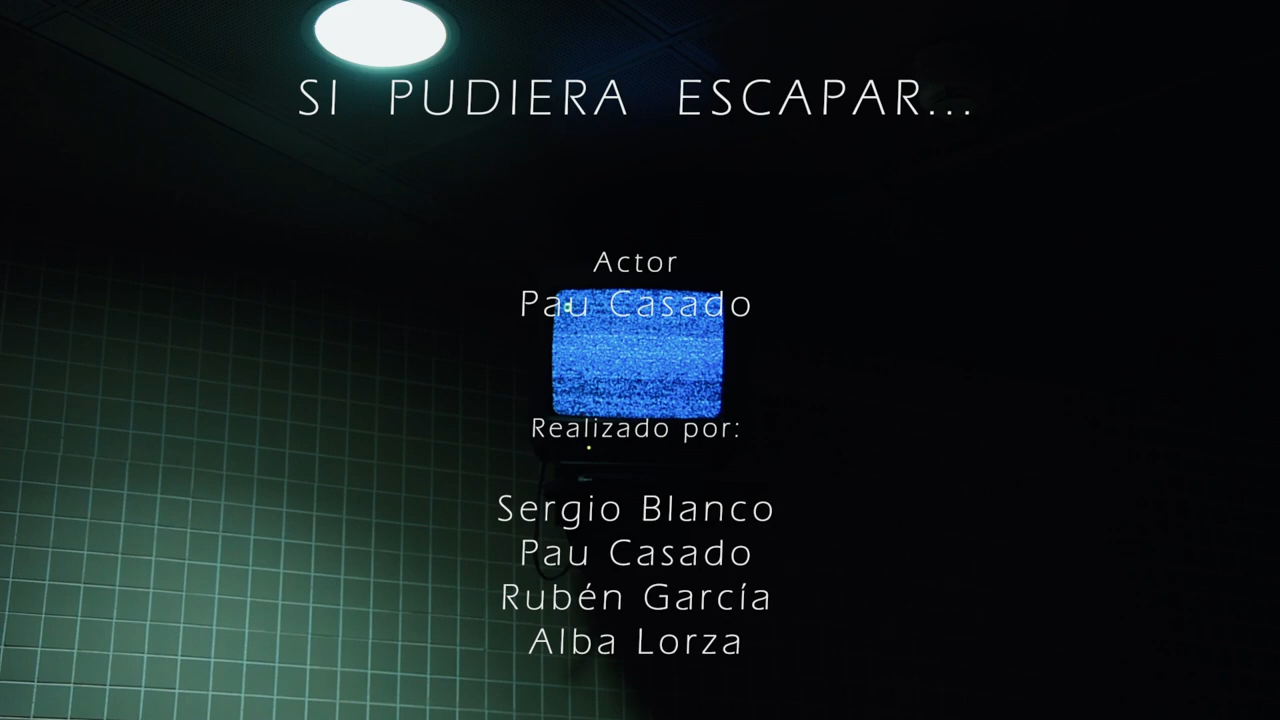 SI PUDIERA ESCAPAR...
Actor
Pau Casado
Realizado por:
Sergio Blanco
Pau Casado
Rubén García
Alba Lorza